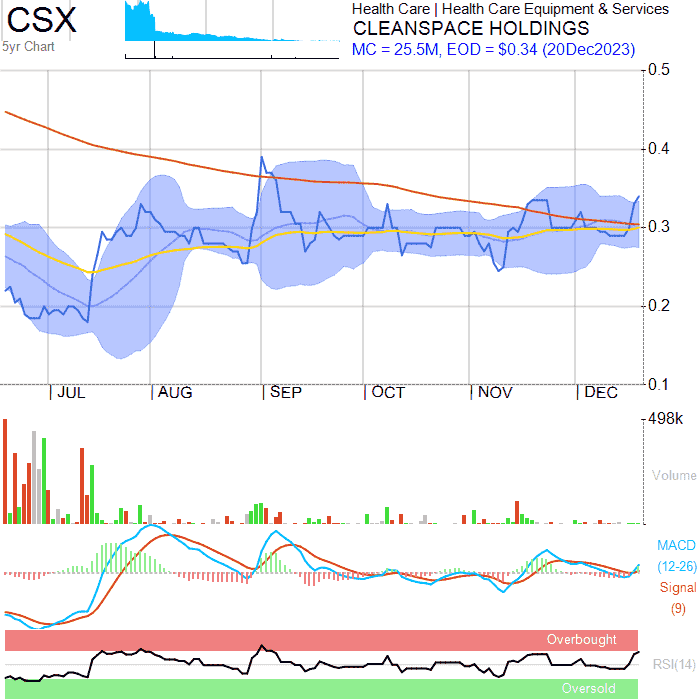 CSX
Health Care | Health Care Equipment & Services
5yr Chart
CLEANSPACE HOLDINGS
MC = 25.5M, EOD = $0.34 (20Dec2023)
0.5
0.4
0.3
0.2
0.1
JUL AUG SEP OCT NOV DEC
498k
Volume
MACD
(12-26)
Signal
(9)
Overbought
RSI(14)
Oversold